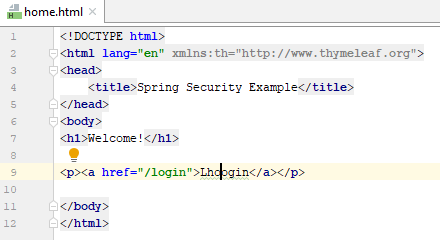 home.html
1 <!DOCTYPE html>
2 <html lang="en" xmlns:th="http://www.thymeleaf.org">
3 <head>
4     <title>Spring Security Example</title>
5 </head>
6 <body>
7 <h1>Welcome!</h1>
8
9 <p><a href="/login">Lhoogin</a></p>
10
11 </body>
12 </html>